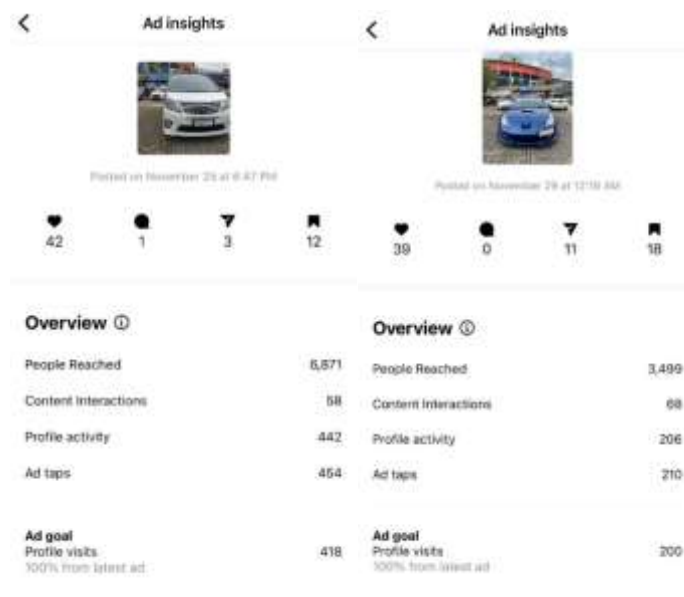 Ad insights
Posted on November 25 at 6:47 PM
42 1 3 12
Overview
People Reached 6,871
Content Interactions 58
Profile activity 442
Ad taps 454
Ad goal
Profile visits 418
100% from latest ad
Ad insights
Posted on November 29 at 12:19 AM
39 0 11 18
Overview
People Reached 3,499
Content Interactions 68
Profile activity 206
Ad taps 210
Ad goal
Profile visits 200
100% from latest ad